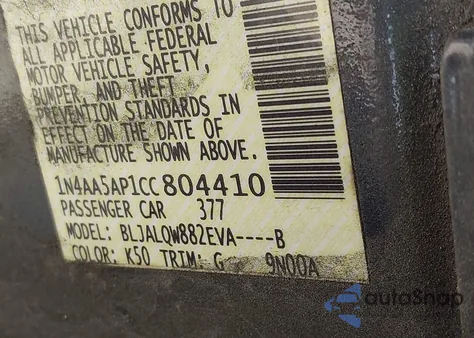 THIS VEHICLE CONFORMS TO
ALL APPLICABLE FEDERAL
MOTOR VEHICLE SAFETY,
BUMPER, AND THEFT
PREVENTION STANDARDS IN
EFFECT ON THE DATE OF
MANUFACTURE SHOWN ABOVE.
1N4AA5AP1CC804410
PASSENGER CAR 377
MODEL: BLJALQW882EVA----B
COLOR: K50 TRIM: G 9N00A
autoSnap